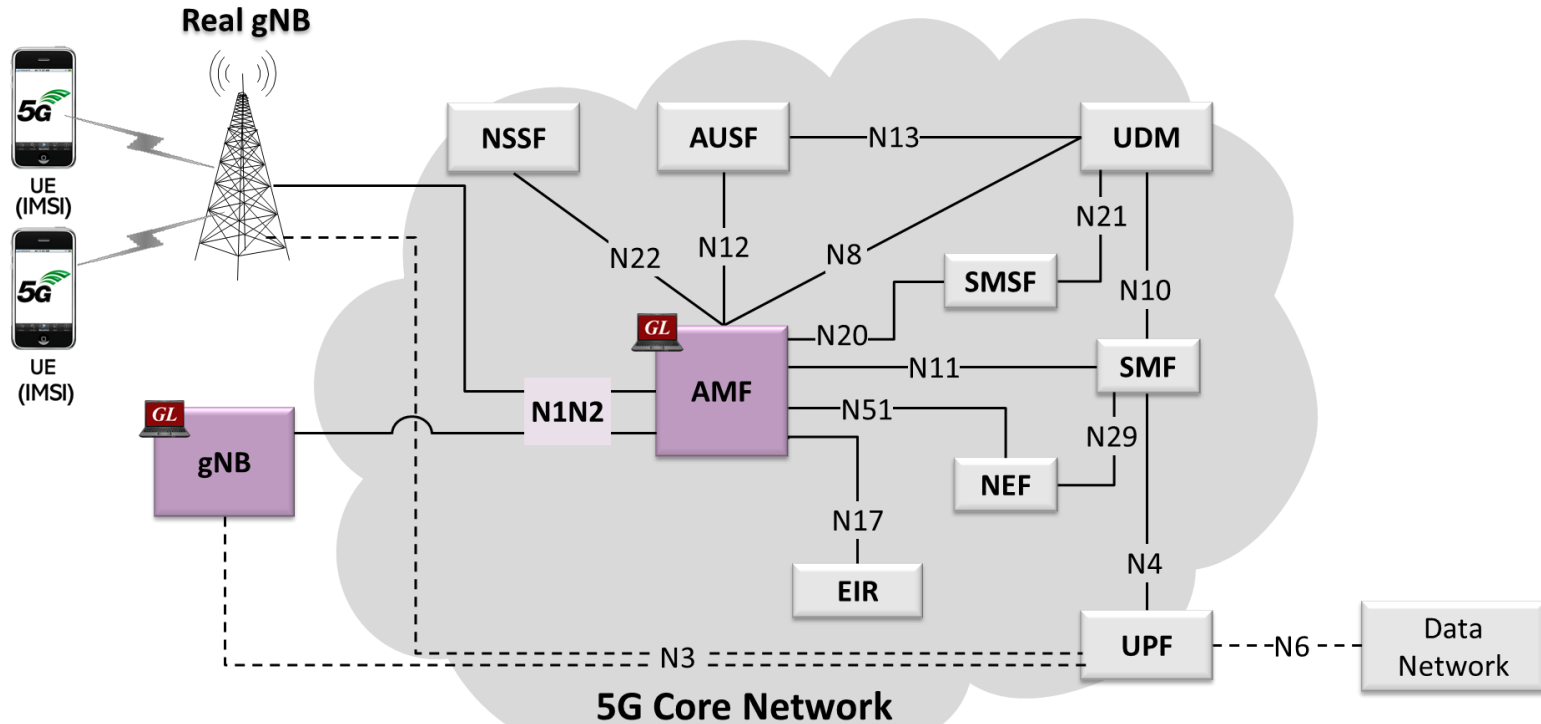 Real gNB
5G
UE
(IMSI)
5G
UE
(IMSI)
NSSF
AUSF
N13
UDM
N22
N12
N8
N21
SMSF
N10
GL
AMF
N20
N11
SMF
N1N2
N51
N29
GL
gNB
NEF
N17
EIR
N4
N3
UPF
N6
Data
Network
5G Core Network